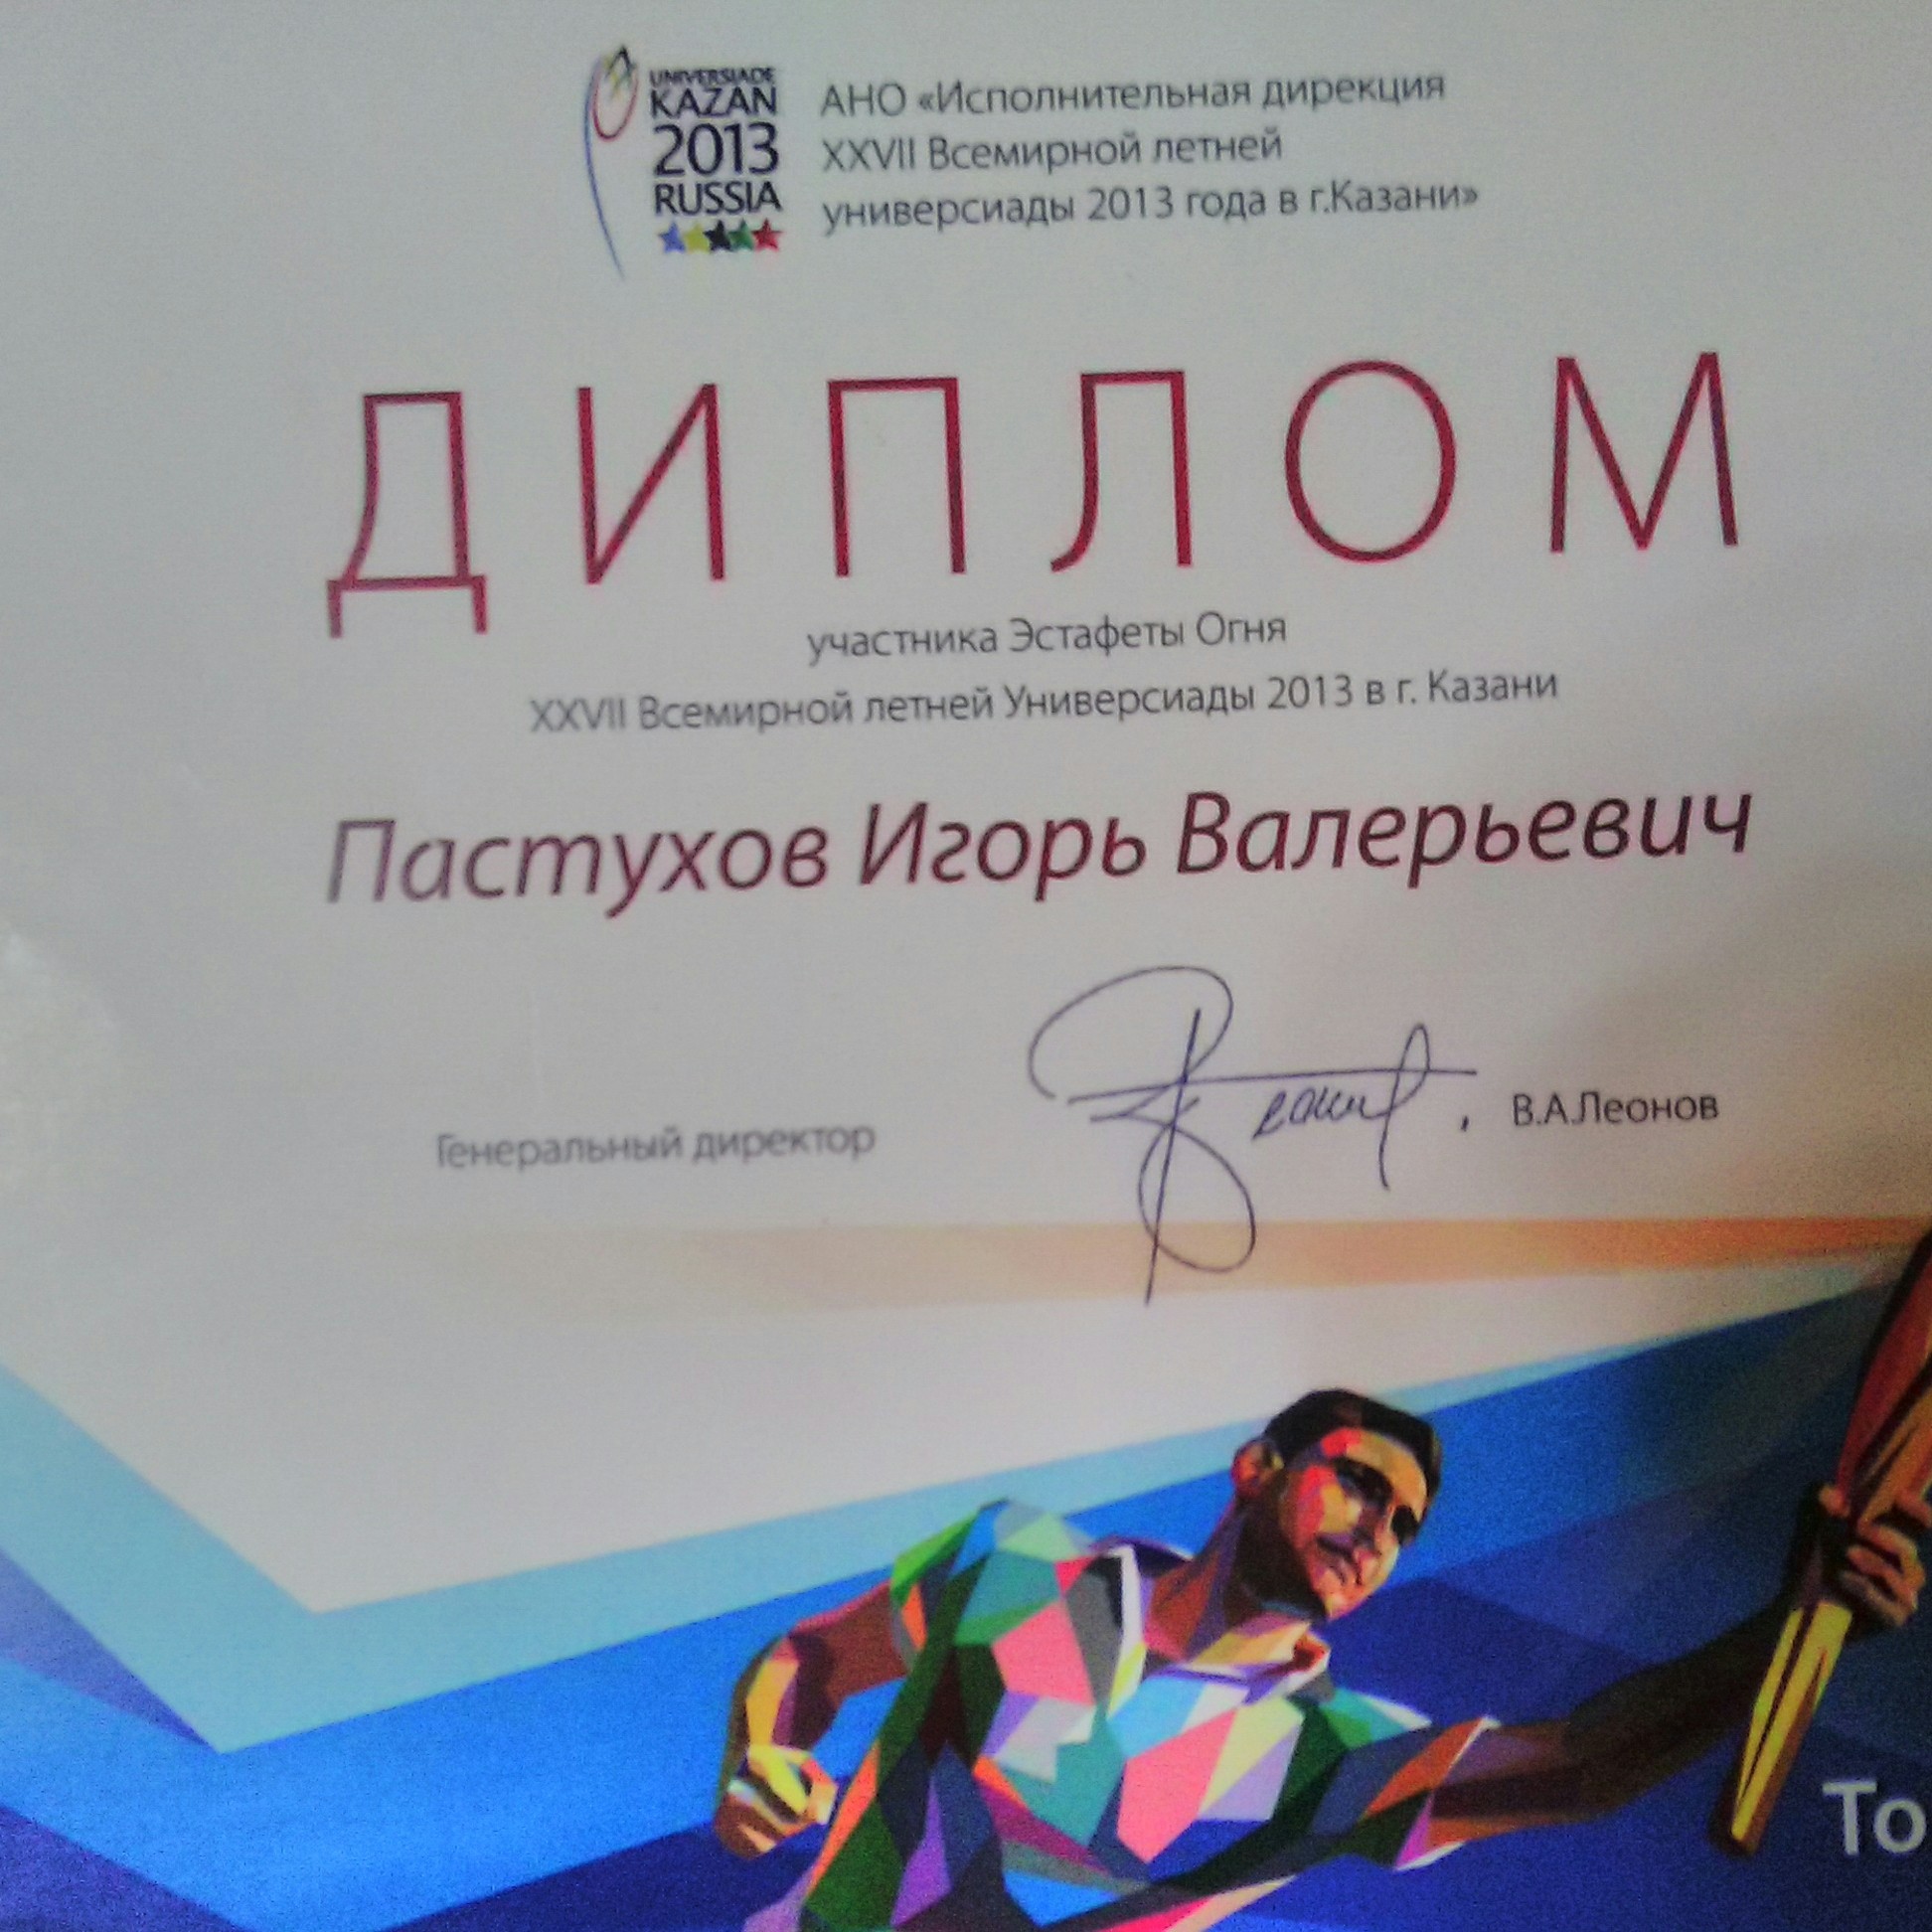 UNIVERSIADE
KAZAN
2013
RUSSIA
АНО «Исполнительная дирекция
XXVII Всемирной летней
универсиады 2013 года в г.Казани»
ДИПЛОМ
участника Эстафеты Огня
XXVII Всемирной летней Универсиады 2013 в г. Казани
Пастухов Игорь Валерьевич
Генеральный директор
В.А.Леонов
То